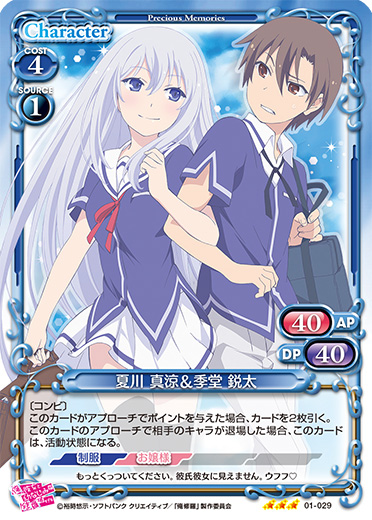 Precious Memories
Character
COST
4
SOURCE
1
40 AP
DP 40
夏川 真涼&季堂 鋭太
〔コンビ〕
このカードがアプローチでポイントを与えた場合、カードを2枚引く。
このカードのアプローチで相手のキャラが退場した場合、このカード
は、活動状態になる。
制服 お嬢様
もっとくっついてください。彼氏彼女に見えません。ウフフ♡
©裕時悠示・ソフトバンク クリエイティブ/「俺修羅」製作委員会
★★★ 01-029